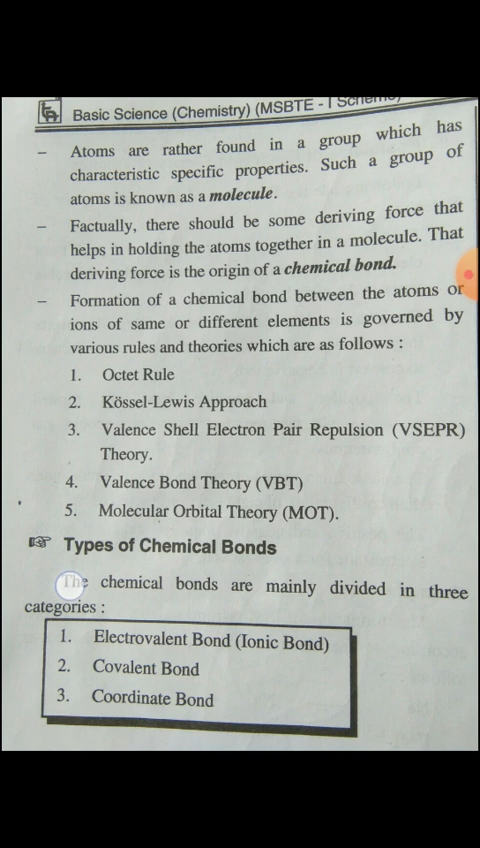 Basic Science (Chemistry) (MSBTE - I Scheme)
– Atoms are rather found in a group which has
characteristic specific properties. Such a group of
atoms is known as a molecule.
– Factually, there should be some deriving force that
helps in holding the atoms together in a molecule. That
deriving force is the origin of a chemical bond.
– Formation of a chemical bond between the atoms or
ions of same or different elements is governed by
various rules and theories which are as follows :
1. Octet Rule
2. Kössel-Lewis Approach
3. Valence Shell Electron Pair Repulsion (VSEPR)
Theory.
4. Valence Bond Theory (VBT)
5. Molecular Orbital Theory (MOT).
Types of Chemical Bonds
The chemical bonds are mainly divided in three
categories :
1. Electrovalent Bond (Ionic Bond)
2. Covalent Bond
3. Coordinate Bond